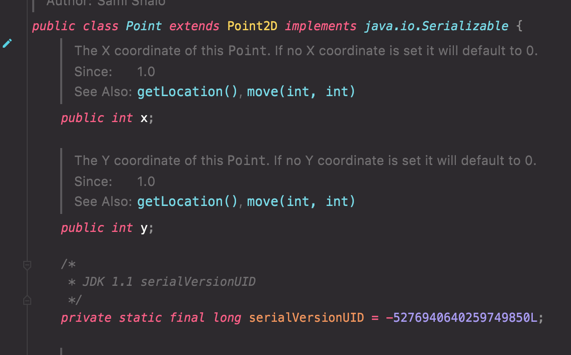 Author: Sami Shaio
public class Point extends Point2D implements java.io.Serializable {
The X coordinate of this Point. If no X coordinate is set it will default to 0.
Since: 1.0
See Also: getLocation(), move(int, int)
public int x;
The Y coordinate of this Point. If no Y coordinate is set it will default to 0.
Since: 1.0
See Also: getLocation(), move(int, int)
public int y;
/*
* JDK 1.1 serialVersionUID
*/
private static final long serialVersionUID = -5276940640259749850L;